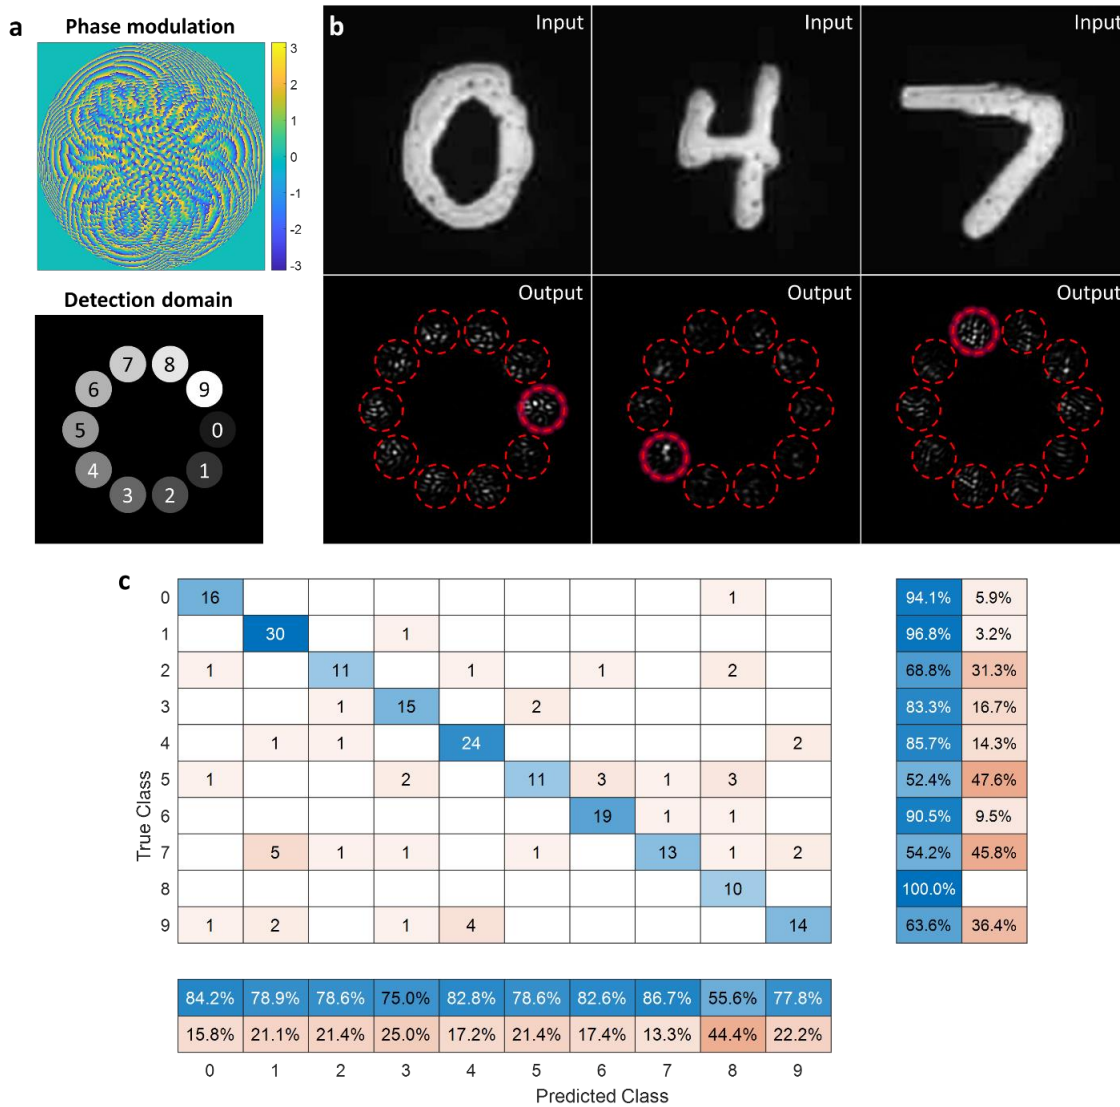 a
Phase modulation
3
2
1
0
-1
-2
-3
Detection domain
7 8
6 9
5 0
4 1
3 2
b
Input Input Input
0 4 7
Output Output Output
c
True Class
0 16 1 94.1% 5.9%
1 30 1 96.8% 3.2%
2 1 11 1 1 2 68.8% 31.3%
3 1 15 2 83.3% 16.7%
4 1 1 24 2 85.7% 14.3%
5 1 2 11 3 1 3 52.4% 47.6%
6 19 1 1 90.5% 9.5%
7 5 1 1 1 13 1 2 54.2% 45.8%
8 10 100.0%
9 1 2 1 4 14 63.6% 36.4%
84.2% 78.9% 78.6% 75.0% 82.8% 78.6% 82.6% 86.7% 55.6% 77.8%
15.8% 21.1% 21.4% 25.0% 17.2% 21.4% 17.4% 13.3% 44.4% 22.2%
0 1 2 3 4 5 6 7 8 9
Predicted Class